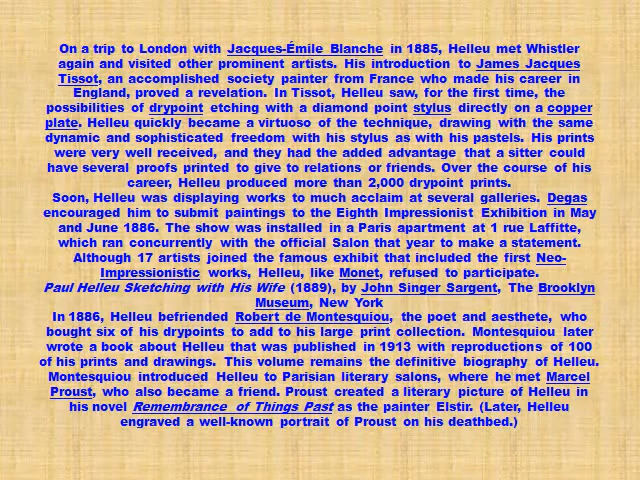 On a trip to London with Jacques-Émile Blanche in 1885, Helleu met Whistler
again and visited other prominent artists. His introduction to James Jacques
Tissot, an accomplished society painter from France who made his career in
England, proved a revelation. In Tissot, Helleu saw, for the first time, the
possibilities of drypoint etching with a diamond point stylus directly on a copper
plate. Helleu quickly became a virtuoso of the technique, drawing with the same
dynamic and sophisticated freedom with his stylus as with his pastels. His prints
were very well received, and they had the added advantage that a sitter could
have several proofs printed to give to relations or friends. Over the course of his
career, Helleu produced more than 2,000 drypoint prints.
Soon, Helleu was displaying works to much acclaim at several galleries. Degas
encouraged him to submit paintings to the Eighth Impressionist Exhibition in May
and June 1886. The show was installed in a Paris apartment at 1 rue Laffitte,
which ran concurrently with the official Salon that year to make a statement.
Although 17 artists joined the famous exhibit that included the first Neo-
Impressionistic works, Helleu, like Monet, refused to participate.
Paul Helleu Sketching with His Wife (1889), by John Singer Sargent, The Brooklyn
Museum, New York
In 1886, Helleu befriended Robert de Montesquiou, the poet and aesthete, who
bought six of his drypoints to add to his large print collection. Montesquiou later
wrote a book about Helleu that was published in 1913 with reproductions of 100
of his prints and drawings. This volume remains the definitive biography of Helleu.
Montesquiou introduced Helleu to Parisian literary salons, where he met Marcel
Proust, who also became a friend. Proust created a literary picture of Helleu in
his novel Remembrance of Things Past as the painter Elstir. (Later, Helleu
engraved a well-known portrait of Proust on his deathbed.)